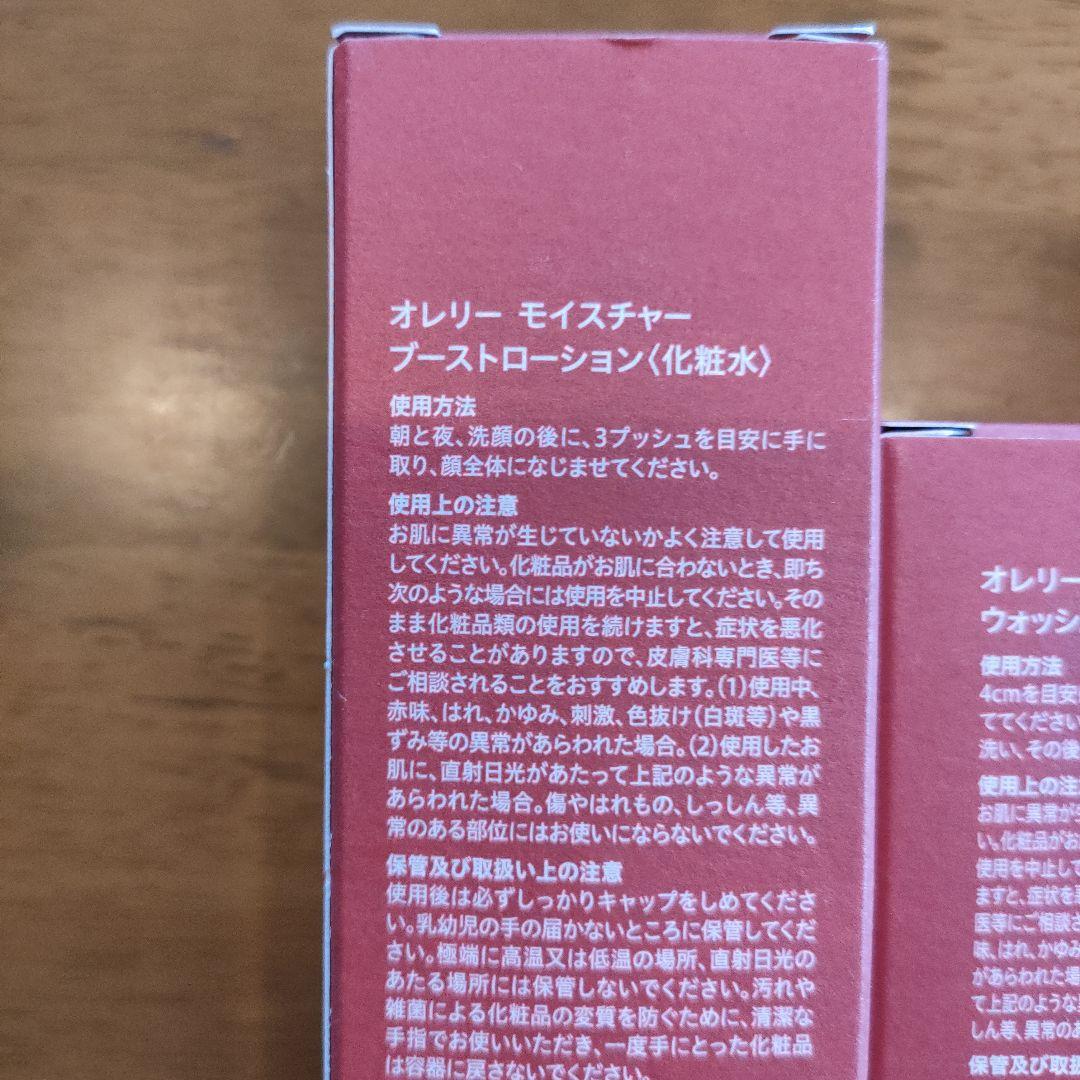 オレリー モイスチャー
ブーストローション〈化粧水〉
使用方法
朝と夜、洗顔の後に、3プッシュを目安に手に
取り、顔全体になじませてください。
使用上の注意
お肌に異常が生じていないかよく注意して使用
してください。化粧品がお肌に合わないとき、即ち
次のような場合には使用を中止してください。その
まま化粧品類の使用を続けますと、症状を悪化
させることがありますので、皮膚科専門医等に
ご相談されることをおすすめします。(1)使用中、
赤味、はれ、かゆみ、刺激、色抜け(白斑等)や黒
ずみ等の異常があらわれた場合。(2)使用したお
肌に、直射日光があたって上記のような異常が
あらわれた場合。傷やはれもの、しっしん等、異
常のある部位にはお使いにならないでください。
保管及び取扱い上の注意
使用後は必ずしっかりキャップをしめてくださ
い。乳幼児の手の届かないところに保管してくだ
さい。極端に高温又は低温の場所、直射日光の
あたる場所には保管しないでください。汚れや
雑菌による化粧品の変質を防ぐために、清潔な
手指でお使いいただき、一度手にとった化粧品
は容器に戻さないでください。
オレリー
ウォッシ
使用方法
4cmを目安
ててください
洗い、その後
使用上の注
お肌に異常が
い。化粧品がお
使用を中止して
ますと、症状を悪
医等にご相談さ
味、はれ、かゆみ
があらわれた場
て上記のような
しん等、異常のあ
保管及び取扱